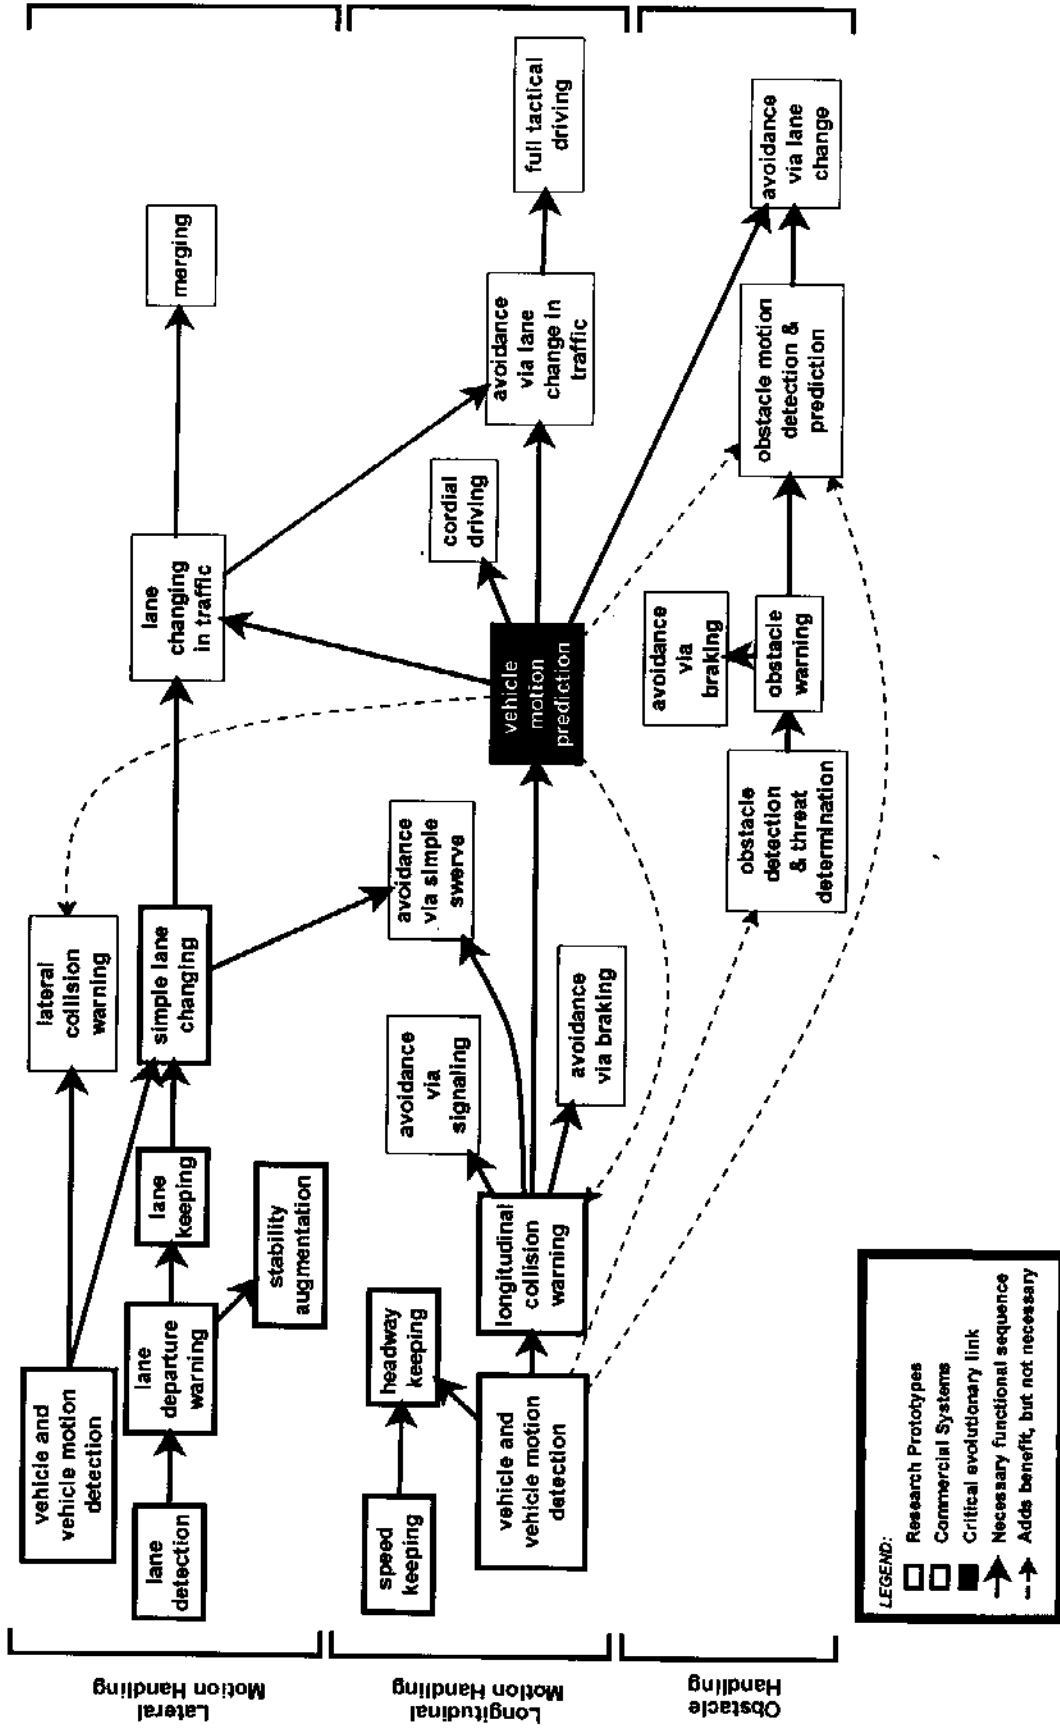 Lateral
Motion Handling
vehicle and
vehicle motion
detection
lane
detection
lane
departure
warning
stability
augmentation
lane
keeping
lateral
collision
warning
simple lane
changing
lane
changing
in traffic
merging
Longitudinal
Motion Handling
speed
keeping
headway
keeping
vehicle and
vehicle motion
detection
longitudinal
collision
warning
avoidance
via
signaling
avoidance
via braking
avoidance
via simple
swerve
vehicle
motion
prediction
cordial
driving
avoidance
via lane
change in
traffic
full tactical
driving
Obstacle
Handling
obstacle
detection
& threat
determination
obstacle
warning
avoidance
via
braking
obstacle motion
detection &
prediction
avoidance
via lane
change
LEGEND:
Research Prototypes
Commercial Systems
Critical evolutionary link
Necessary functional sequence
Adds benefit, but not necessary